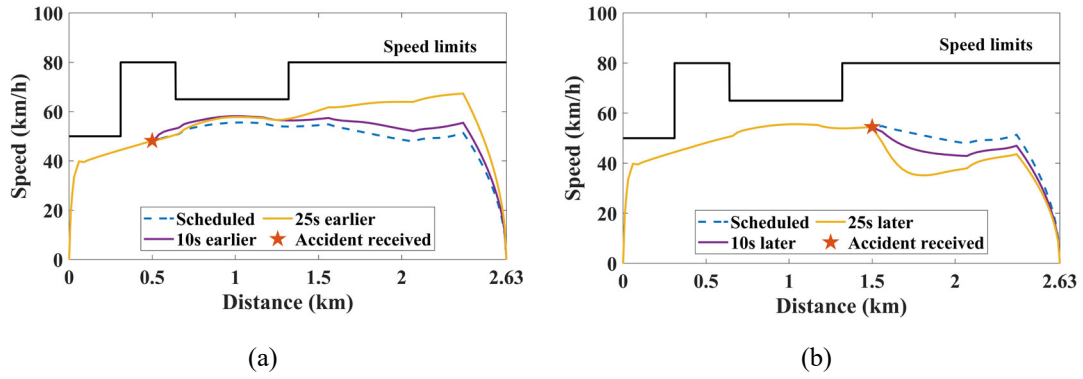 100
80
60
40
20
0
Speed (km/h)
Speed limits
Scheduled
25s earlier
10s earlier
Accident received
0
0.5
1
1.5
2
2.63
Distance (km)
(a)
100
80
60
40
20
0
Speed (km/h)
Speed limits
Scheduled
25s later
10s later
Accident received
0
0.5
1
1.5
2
2.63
Distance (km)
(b)